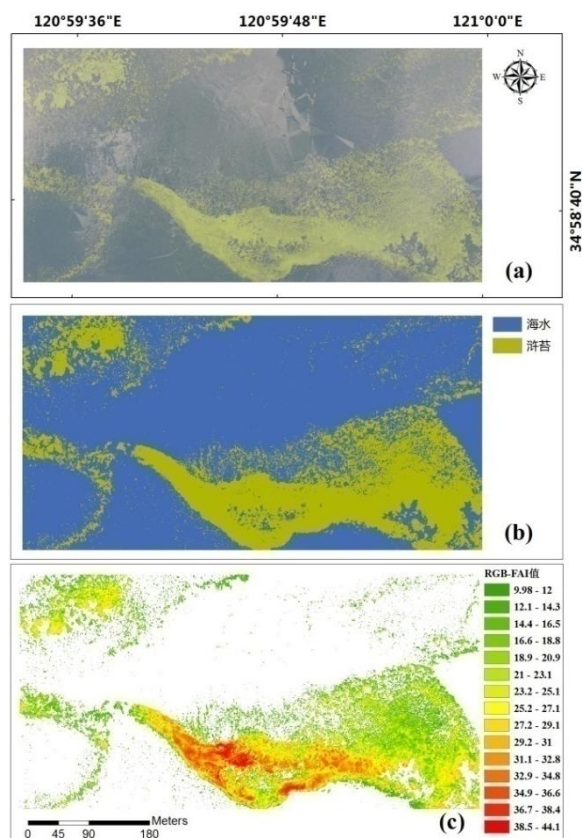 120°59'36"E
120°59'48"E
121°0'0"E
N
W
E
S
34°58'40"N
(a)
海水
浒苔
(b)
RGB-FAI值
9.98 - 12
12.1 - 14.3
14.4 - 16.5
16.6 - 18.8
18.9 - 20.9
21 - 23.1
23.2 - 25.1
25.2 - 27.1
27.2 - 29.1
29.2 - 31
31.1 - 32.8
32.9 - 34.8
34.9 - 36.6
36.7 - 38.4
38.5 - 44.1
Meters
0 45 90 180
(c)